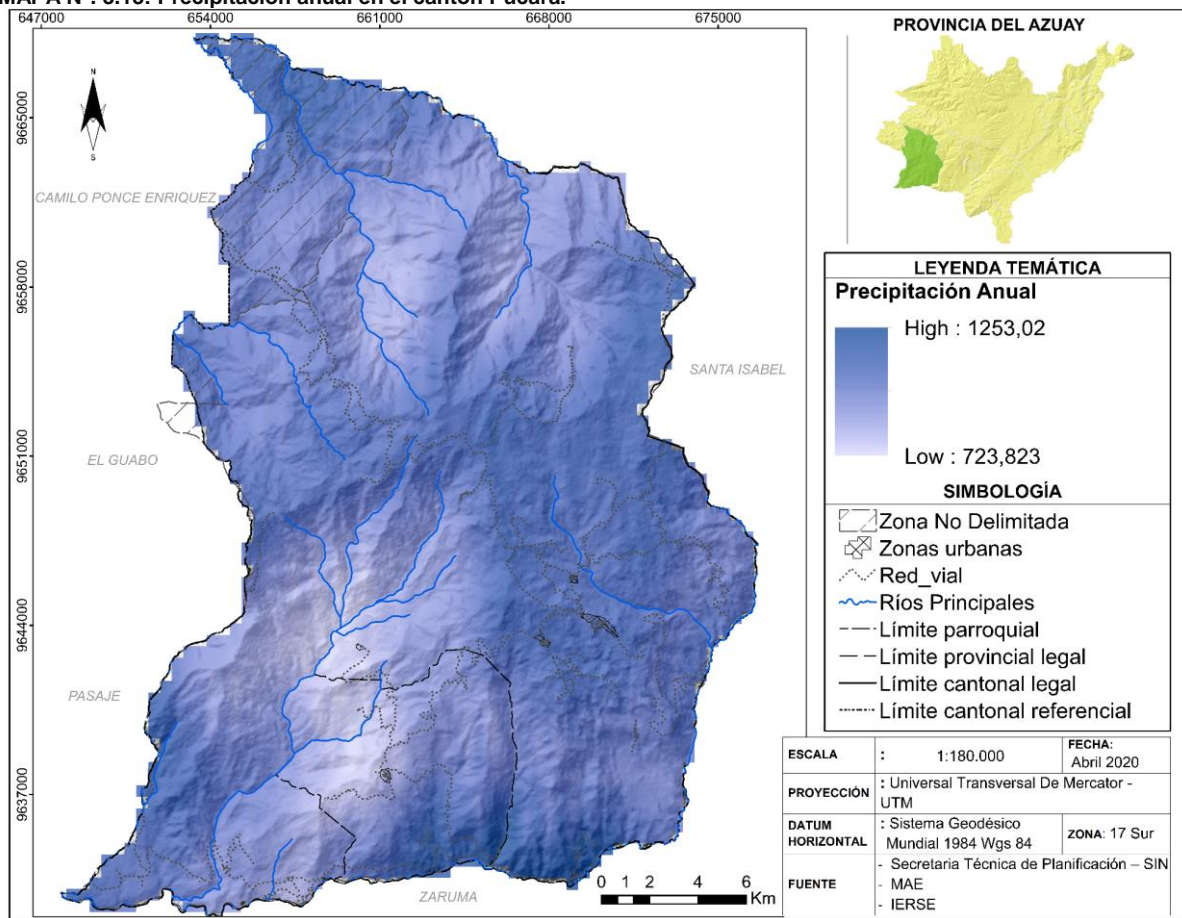 MAPA N°. 3.13: Precipitación anual en el cantón Pucará.
647000 654000 661000 668000 675000
9665000
9658000
9651000
9644000
9637000
N
S
CAMILO PONCE ENRIQUEZ
SANTA ISABEL
EL GUABO
PASAJE
ZARUMA
0 1 2 4 6
Km
PROVINCIA DEL AZUAY
LEYENDA TEMÁTICA
Precipitación Anual
High : 1253,02
Low : 723,823
SIMBOLOGÍA
Zona No Delimitada
Zonas urbanas
Red_vial
Ríos Principales
Límite parroquial
Límite provincial legal
Límite cantonal legal
Límite cantonal referencial
ESCALA : 1:180.000 FECHA:
Abril 2020
PROYECCIÓN : Universal Transversal De Mercator -
UTM
DATUM HORIZONTAL : Sistema Geodésico
Mundial 1984 Wgs 84 ZONA: 17 Sur
FUENTE - Secretaria Técnica de Planificación – SIN
- MAE
- IERSE